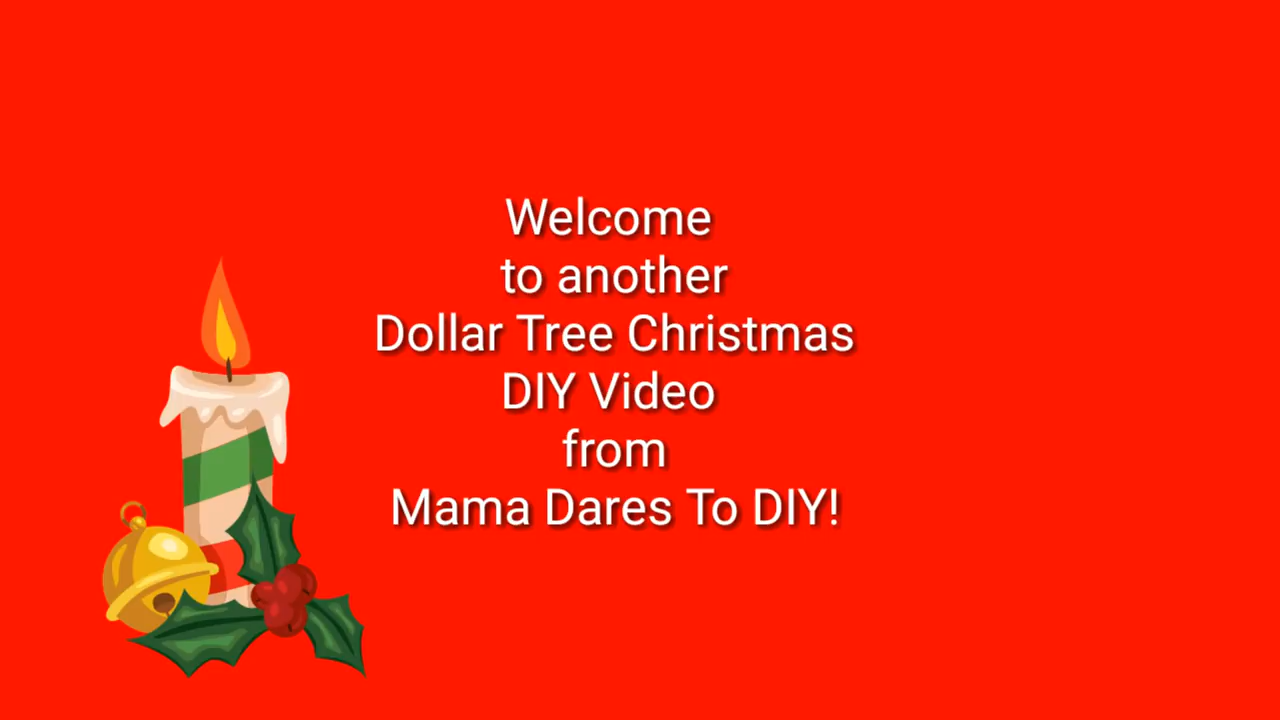 Welcome
to another
Dollar Tree Christmas
DIY Video
from
Mama Dares To DIY!